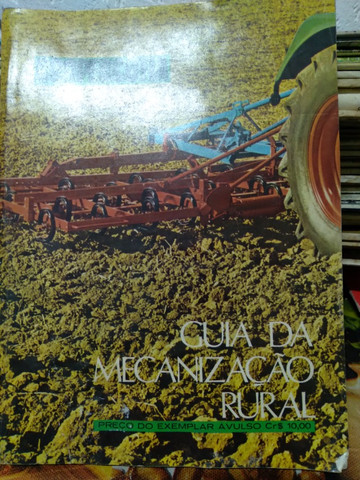 GUIA DA
MECANIZAÇÃO
RURAL
PREÇO DO EXEMPLAR AVULSO Cr$ 10,00